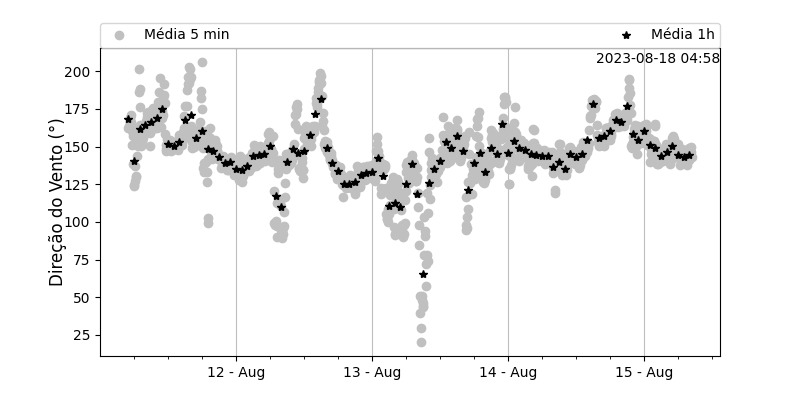 Média 5 min
Média 1h
2023-08-18 04:58
200
175
150
125
100
75
50
25
Direção do Vento (°)
12 - Aug
13 - Aug
14 - Aug
15 - Aug